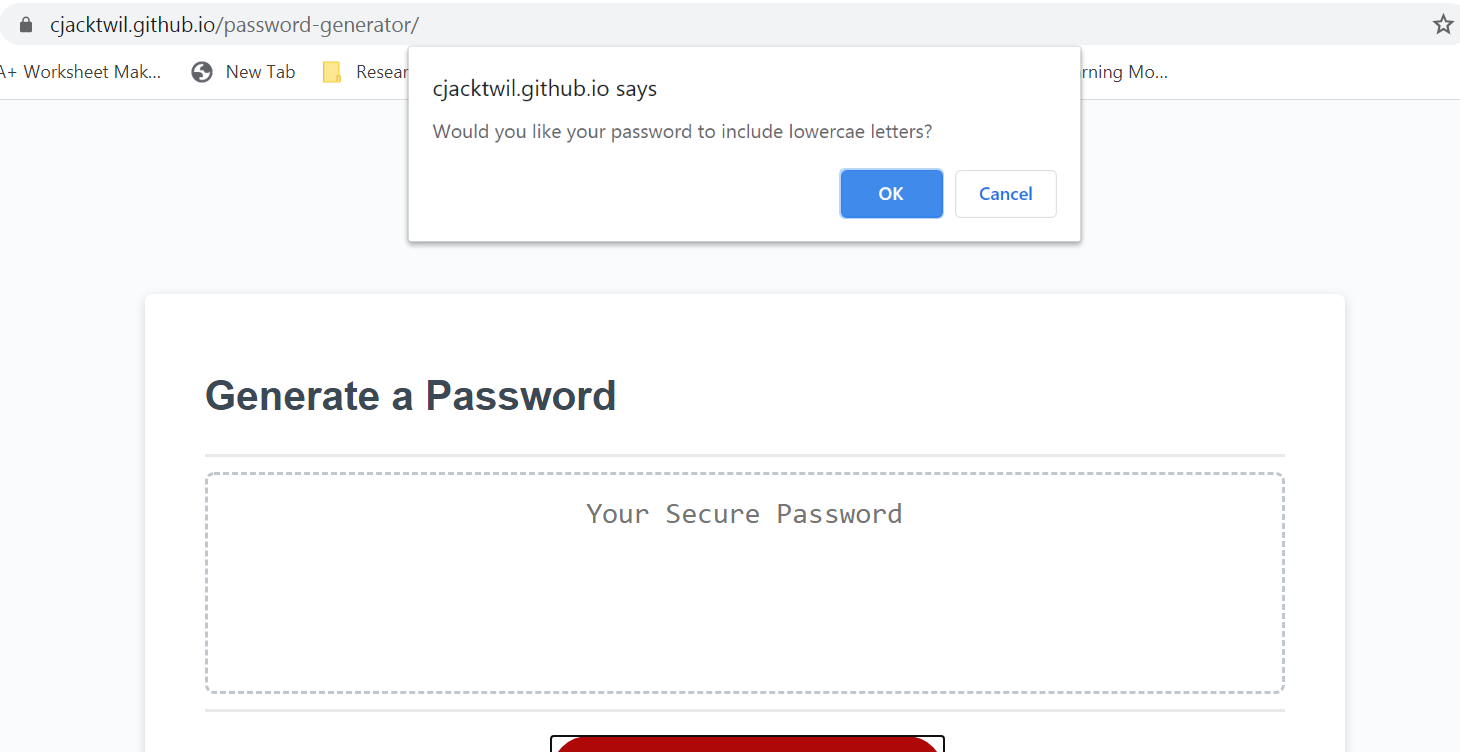 cjacktwil.github.io/password-generator/
A+ Worksheet Mak... New Tab Resear rning Mo...
cjacktwil.github.io says
Would you like your password to include lowercae letters?
OK Cancel
Generate a Password
Your Secure Password